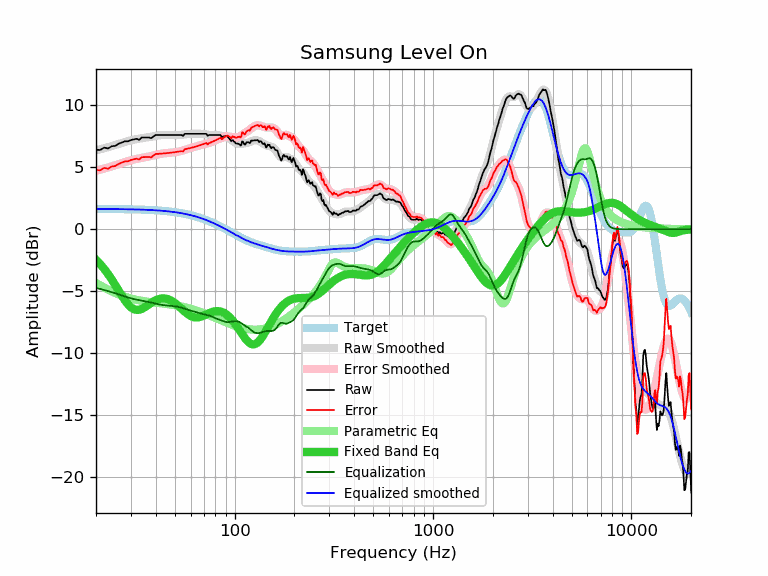 Samsung Level On
Amplitude (dBr)
10
5
0
−5
−10
−15
−20
Target
Raw Smoothed
Error Smoothed
Raw
Error
Parametric Eq
Fixed Band Eq
Equalization
Equalized smoothed
100
1000
10000
Frequency (Hz)